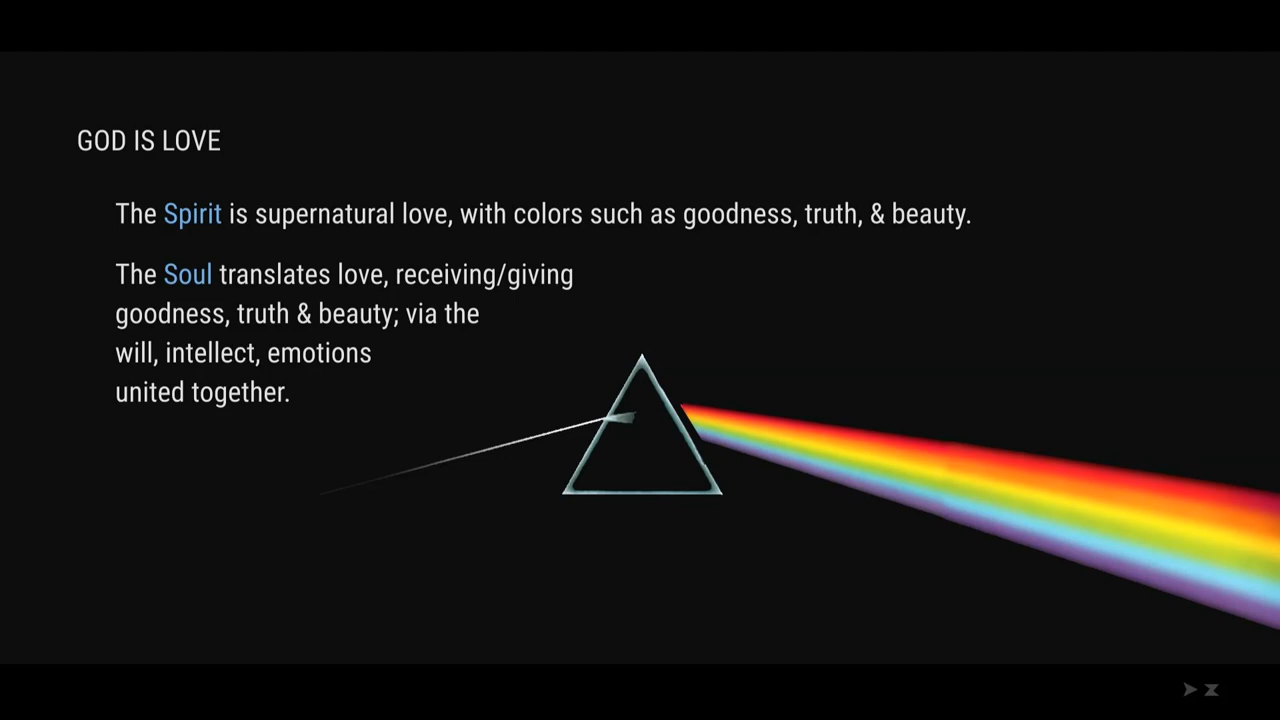 GOD IS LOVE
The Spirit is supernatural love, with colors such as goodness, truth, & beauty.
The Soul translates love, receiving/giving
goodness, truth & beauty; via the
will, intellect, emotions
united together.